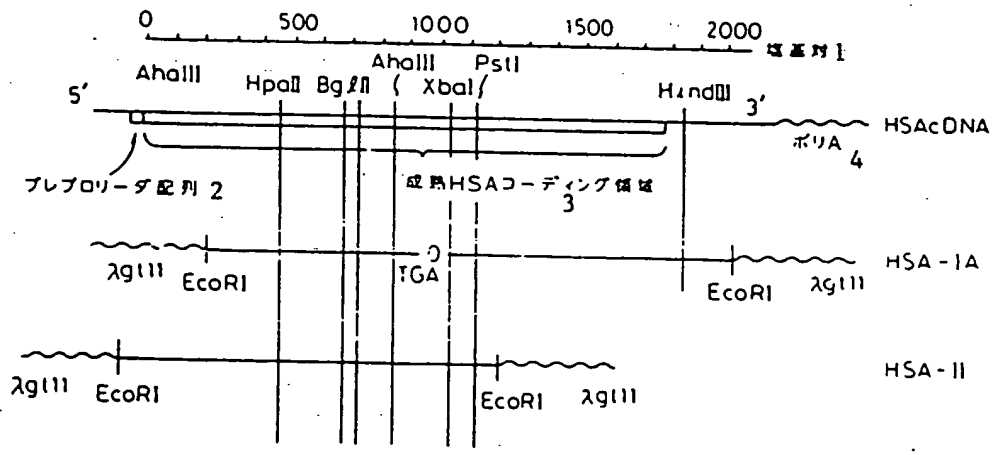 0 500 1000 1500 2000 塩基対 1
AhaIII HpaII BglII AhaIII XbaI PstI HindIII
5' 3' HSAcDNA
ポリA 4
プレプロリーダ配列 2
成熟HSAコーディング領域 3
λgt11 EcoRI TGA EcoRI λgt11 HSA-IA
λgt11 EcoRI EcoRI λgt11 HSA-II